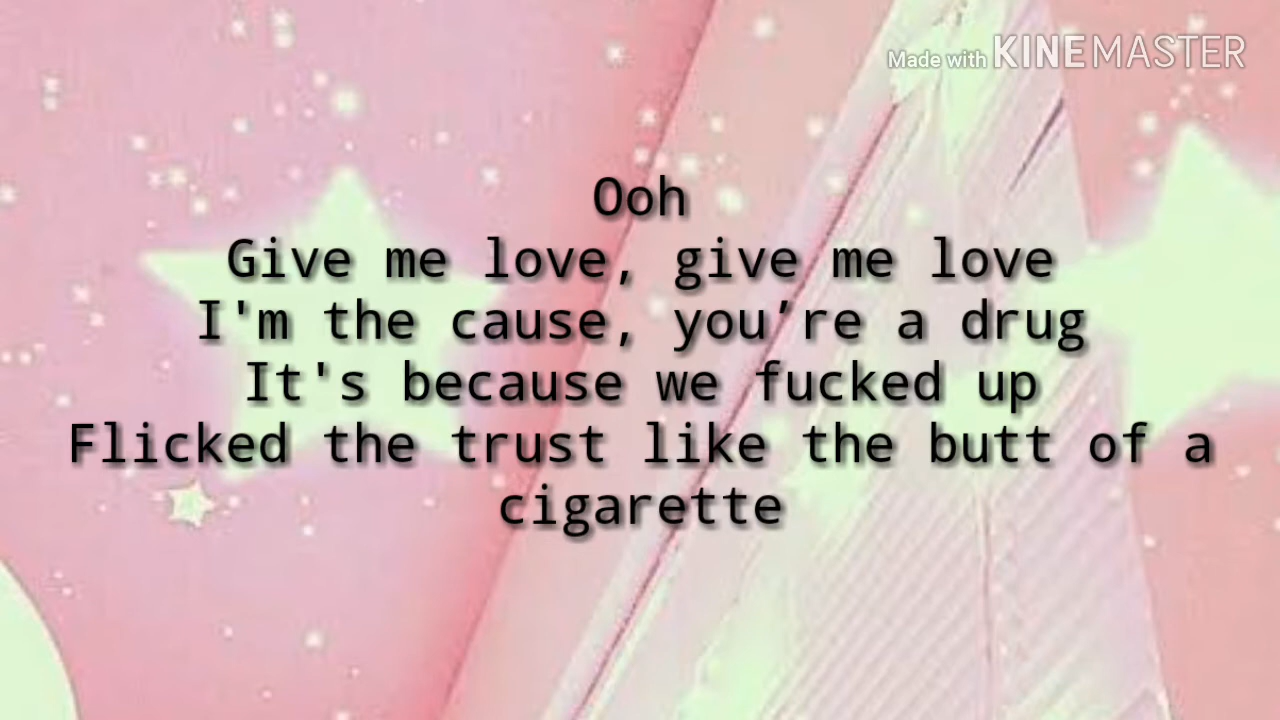 Made with KINEMASTER
Ooh
Give me love, give me love
I'm the cause, you’re a drug
It's because we fucked up
Flicked the trust like the butt of a
cigarette